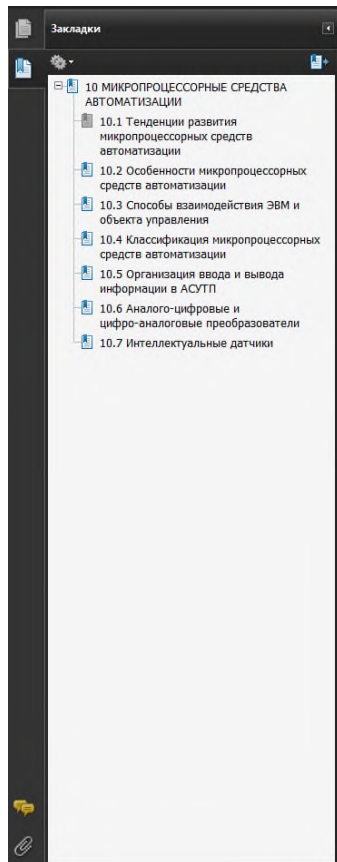 Закладки
10 МИКРОПРОЦЕССОРНЫЕ СРЕДСТВА
АВТОМАТИЗАЦИИ
10.1 Тенденции развития
микропроцессорных средств
автоматизации
10.2 Особенности микропроцессорных
средств автоматизации
10.3 Способы взаимодействия ЭВМ и
объекта управления
10.4 Классификация микропроцессорных
средств автоматизации
10.5 Организация ввода и вывода
информации в АСУТП
10.6 Аналого-цифровые и
цифро-аналоговые преобразователи
10.7 Интеллектуальные датчики